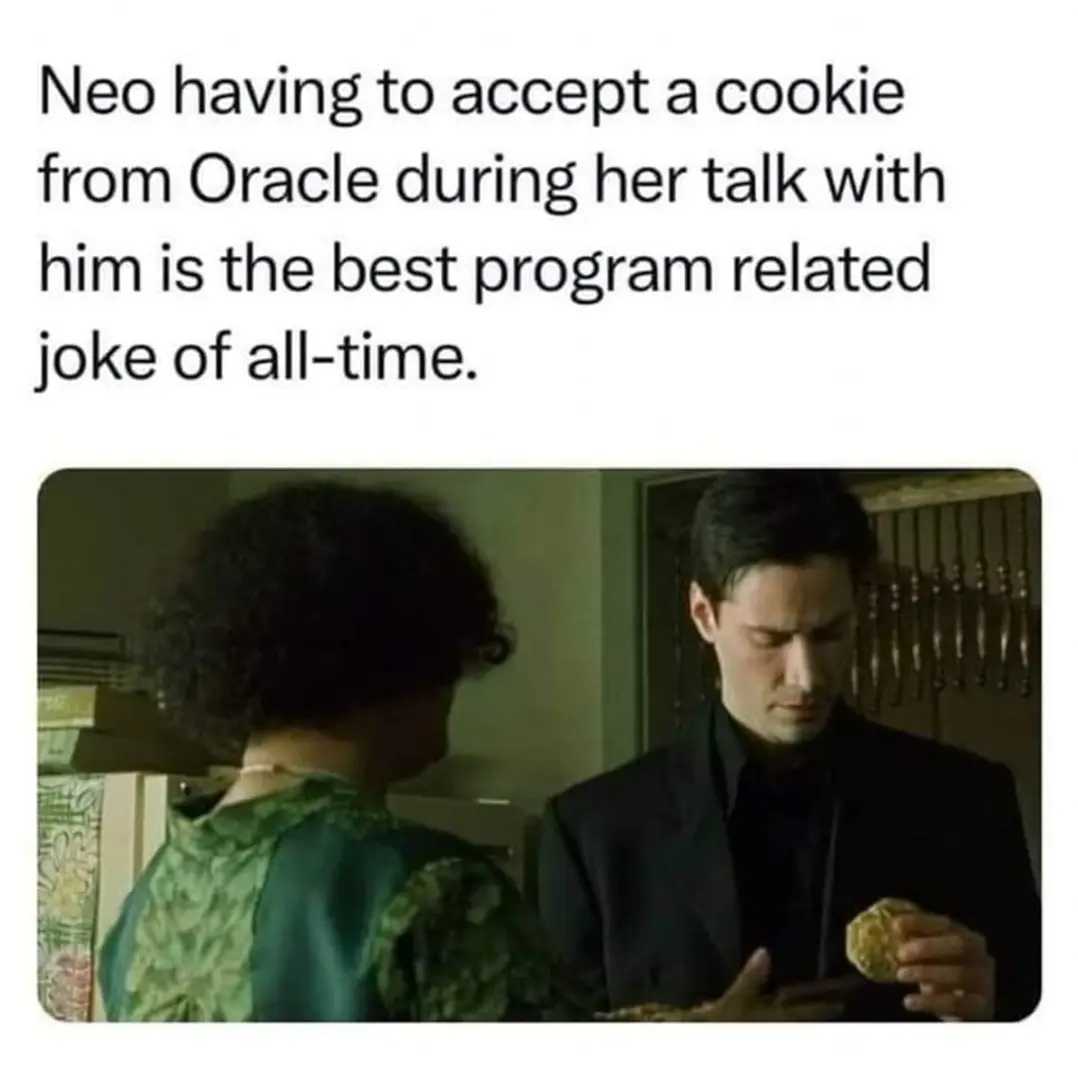 Neo having to accept a cookie
from Oracle during her talk with
him is the best program related
joke of all-time.